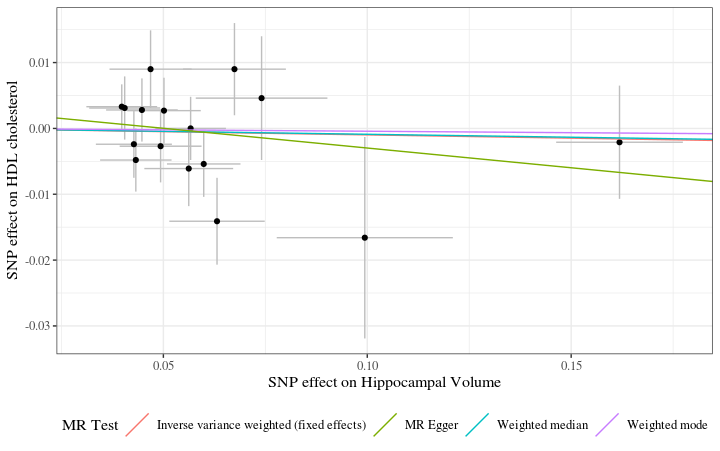 SNP effect on HDL cholesterol
0.01
0.00
-0.01
-0.02
-0.03
0.05
0.10
0.15
SNP effect on Hippocampal Volume
MR Test
Inverse variance weighted (fixed effects)
MR Egger
Weighted median
Weighted mode